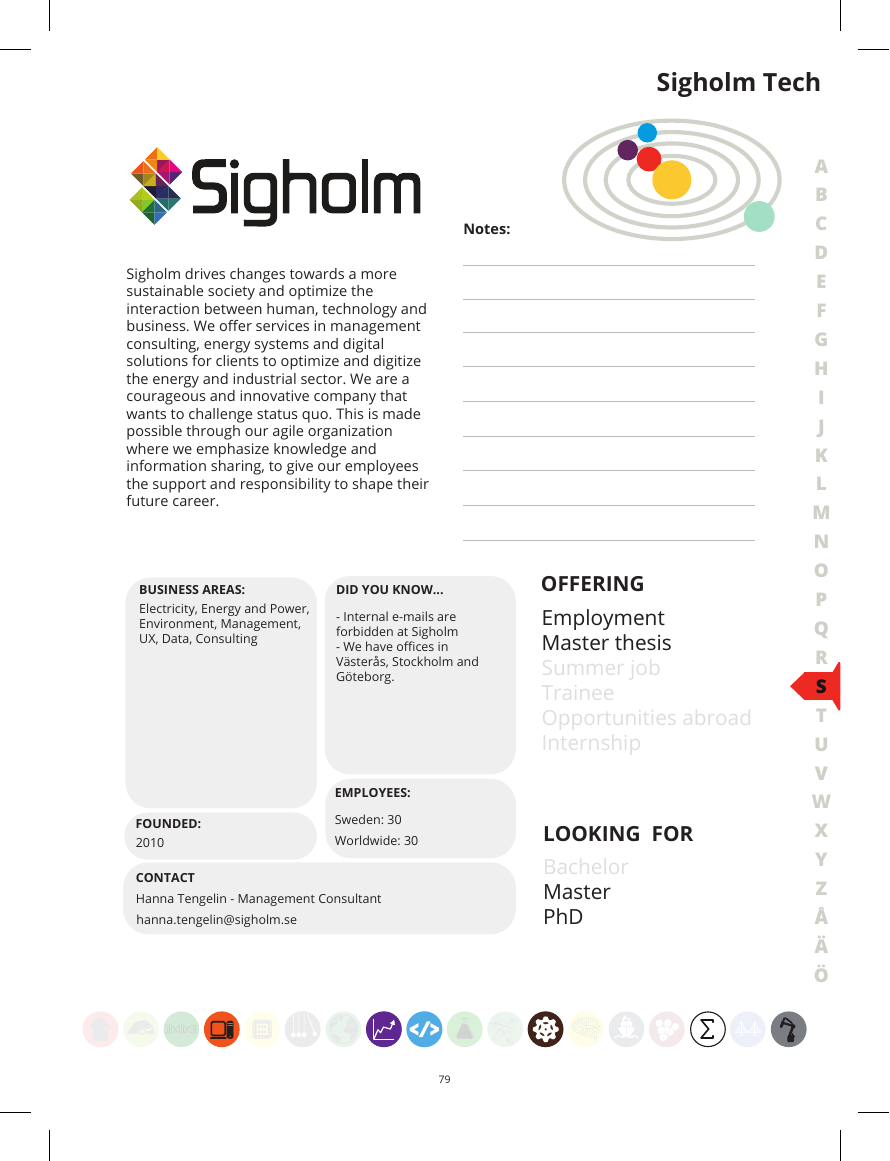 Sigholm Tech
Sigholm
Notes:
Sigholm drives changes towards a more
sustainable society and optimize the
interaction between human, technology and
business. We offer services in management
consulting, energy systems and digital
solutions for clients to optimize and digitize
the energy and industrial sector. We are a
courageous and innovative company that
wants to challenge status quo. This is made
possible through our agile organization
where we emphasize knowledge and
information sharing, to give our employees
the support and responsibility to shape their
future career.
BUSINESS AREAS:
Electricity, Energy and Power,
Environment, Management,
UX, Data, Consulting
DID YOU KNOW...
- Internal e-mails are
forbidden at Sigholm
- We have offices in
Västerås, Stockholm and
Göteborg.
EMPLOYEES:
Sweden: 30
Worldwide: 30
FOUNDED:
2010
CONTACT
Hanna Tengelin - Management Consultant
hanna.tengelin@sigholm.se
OFFERING
Employment
Master thesis
Summer job
Trainee
Opportunities abroad
Internship
LOOKING FOR
Bachelor
Master
PhD
A
B
C
D
E
F
G
H
I
J
K
L
M
N
O
P
Q
R
S
T
U
V
W
X
Y
Z
Å
Ä
Ö
</>
Σ
79